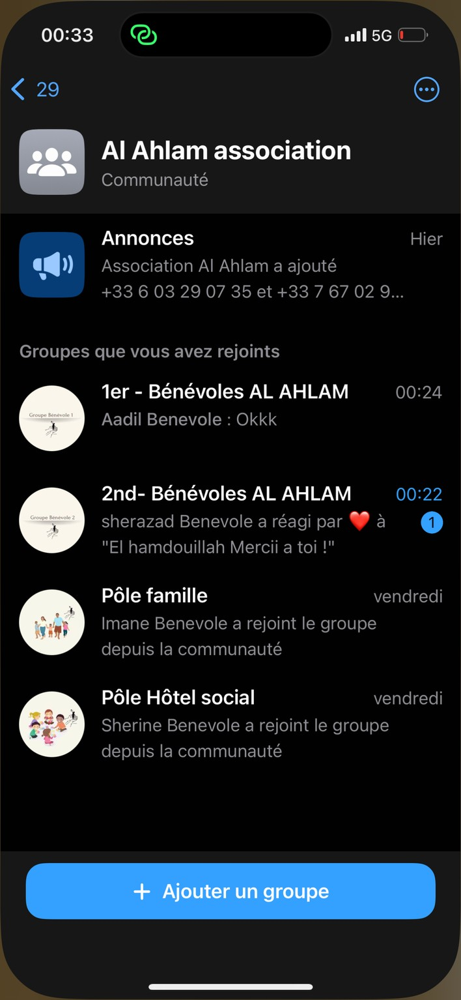 00:33
5G
29
Al Ahlam association
Communauté
Annonces
Hier
Association Al Ahlam a ajouté
+33 6 03 29 07 35 et +33 7 67 02 9...
Groupes que vous avez rejoints
Groupe Bénévole 1
1er - Bénévoles AL AHLAM
00:24
Aadil Benevole : Okkk
Groupe Bénévole 2
2nd- Bénévoles AL AHLAM
00:22
sherazad Benevole a réagi par ❤️ à
1
"El hamdouillah Mercii a toi !"
Pôle famille
vendredi
Imane Benevole a rejoint le groupe
depuis la communauté
Pôle Hôtel social
vendredi
Sherine Benevole a rejoint le groupe
depuis la communauté
+ Ajouter un groupe